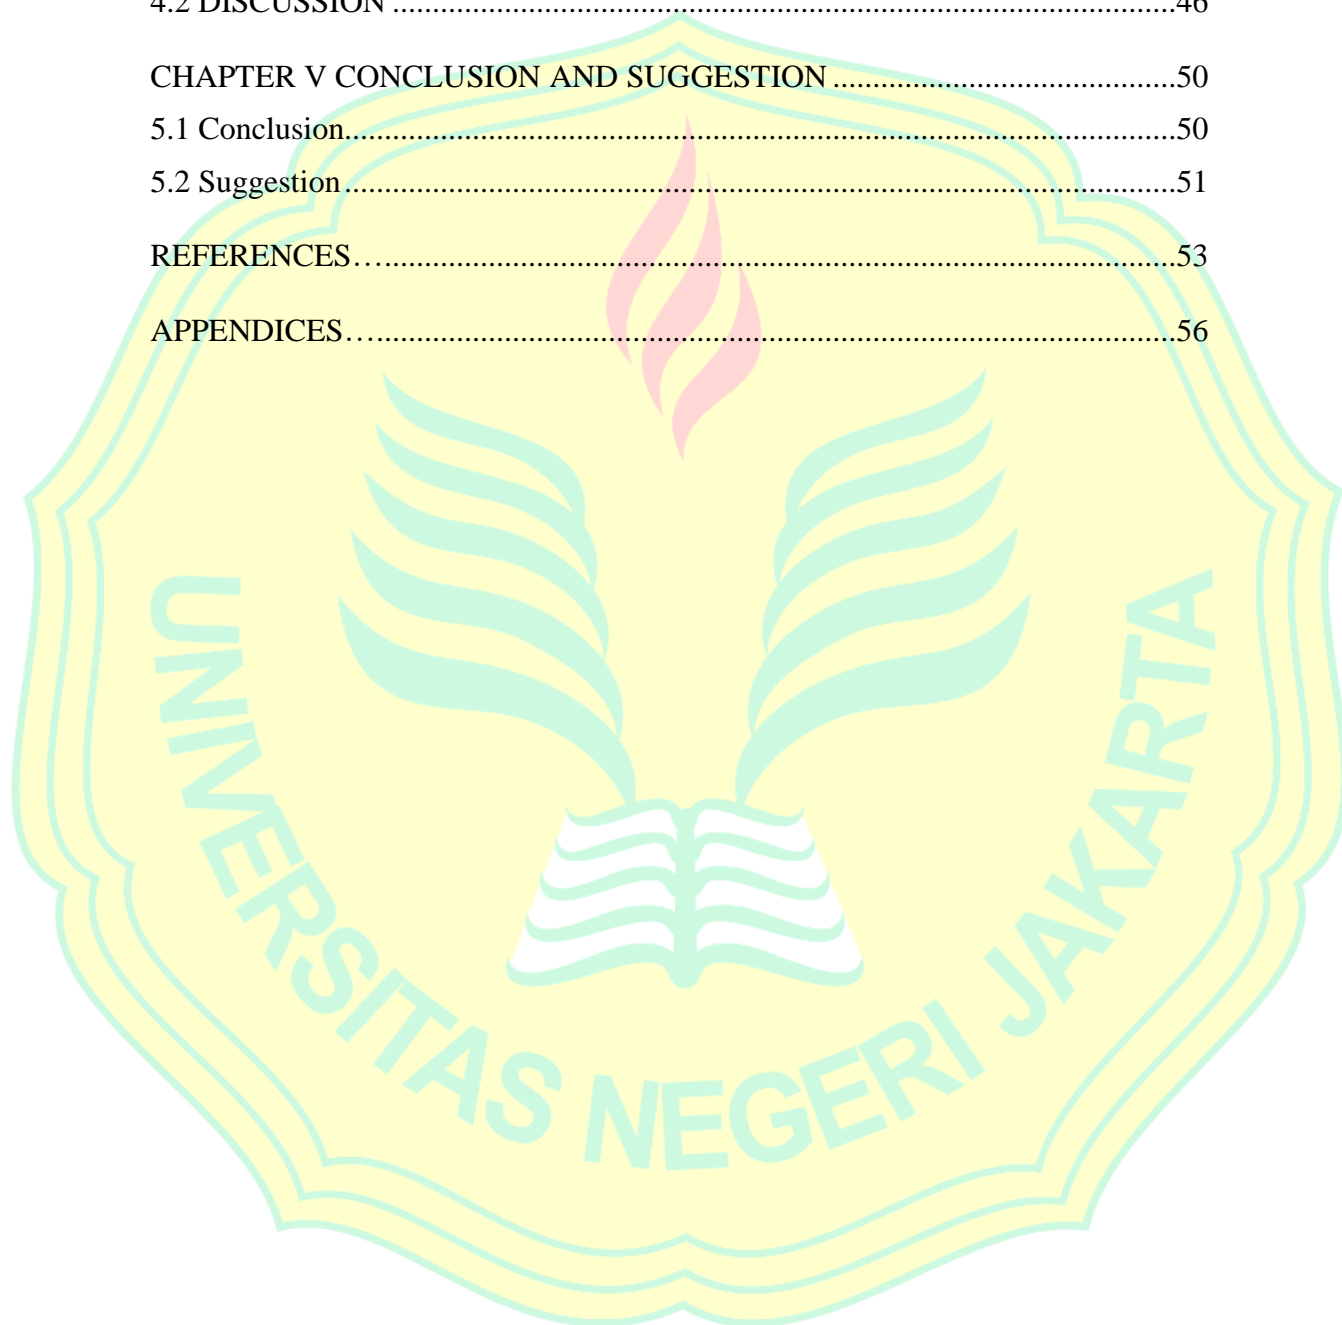 4.2 DISCUSSION ..........................................................................................46
CHAPTER V CONCLUSION AND SUGGESTION ........................................50
5.1 Conclusion...............................................................................................50
5.2 Suggestion ...............................................................................................51
REFERENCES….............................................................................................53
APPENDICES…..............................................................................................56
UNIVERSITAS NEGERI JAKARTA